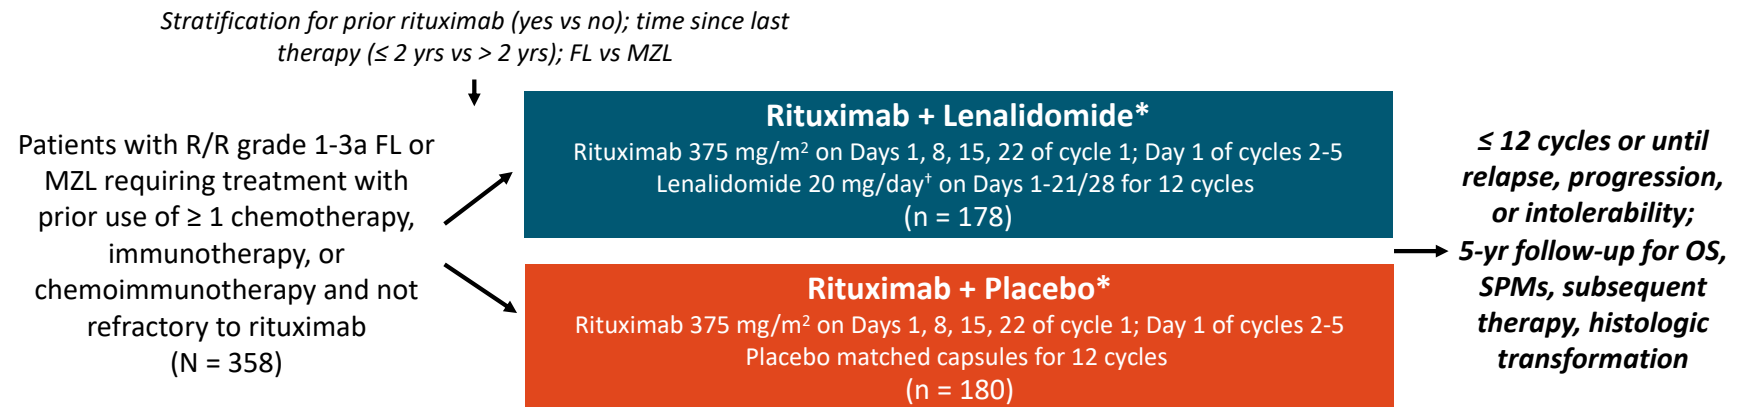 Stratification for prior rituximab (yes vs no); time since last
therapy (≤ 2 yrs vs > 2 yrs); FL vs MZL
Patients with R/R grade 1-3a FL or
MZL requiring treatment with
prior use of ≥ 1 chemotherapy,
immunotherapy, or
chemoimmunotherapy and not
refractory to rituximab
(N = 358)
Rituximab + Lenalidomide*
Rituximab 375 mg/m² on Days 1, 8, 15, 22 of cycle 1; Day 1 of cycles 2-5
Lenalidomide 20 mg/day† on Days 1-21/28 for 12 cycles
(n = 178)
Rituximab + Placebo*
Rituximab 375 mg/m² on Days 1, 8, 15, 22 of cycle 1; Day 1 of cycles 2-5
Placebo matched capsules for 12 cycles
(n = 180)
≤ 12 cycles or until
relapse, progression,
or intolerability;
5-yr follow-up for OS,
SPMs, subsequent
therapy, histologic
transformation